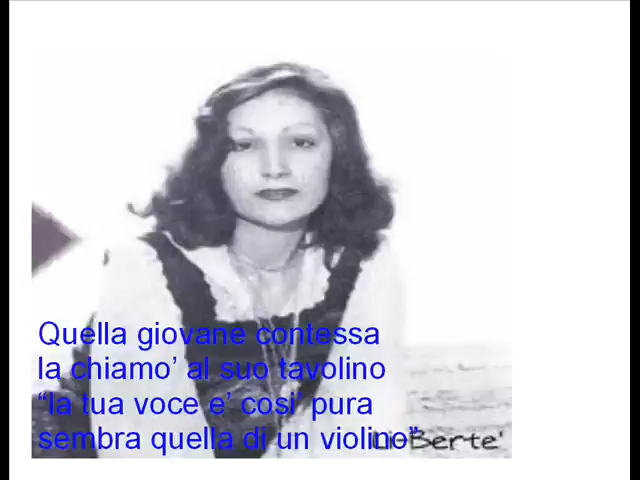 Quella giovane contessa
la chiamo’ al suo tavolino
“la tua voce e’ cosi’ pura
sembra quella di un violino”
Berte'